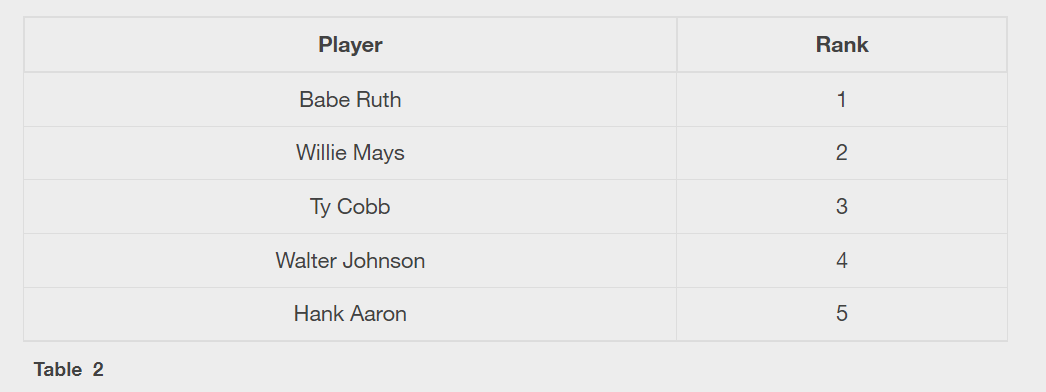 Player Rank
Babe Ruth 1
Willie Mays 2
Ty Cobb 3
Walter Johnson 4
Hank Aaron 5
Table 2